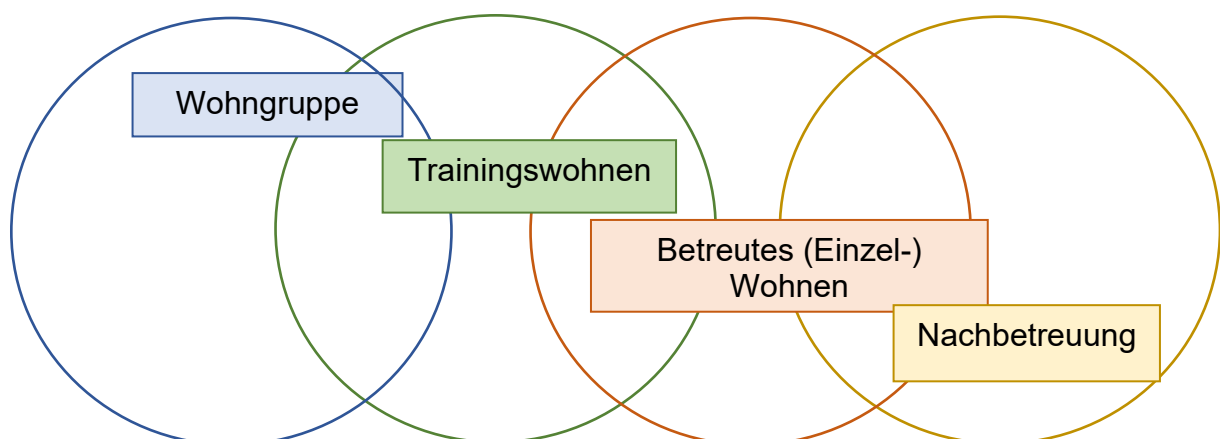 Wohngruppe
Trainingswohnen
Betreutes (Einzel-)
Wohnen
Nachbetreuung